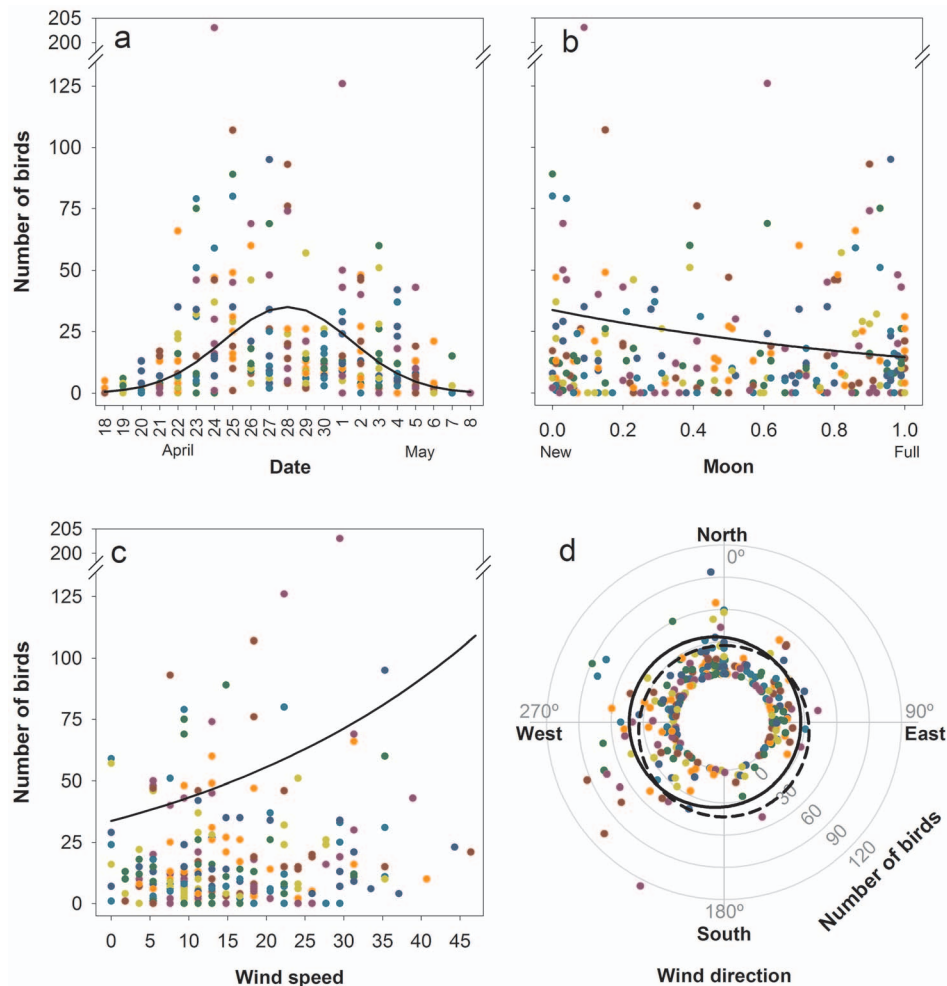 a
205
200
125
100
75
50
25
0
Number of birds
18 19 20 21 22 23 24 25 26 27 28 29 30 1 2 3 4 5 6 7 8
April May
Date
b
0.0 0.2 0.4 0.6 0.8 1.0
New Full
Moon
c
205
200
125
100
75
50
25
0
Number of birds
0 5 10 15 20 25 30 35 40 45
Wind speed
d
North
0º
270º
West
90º
East
0
30
60
90
120
Number of birds
180º
South
Wind direction